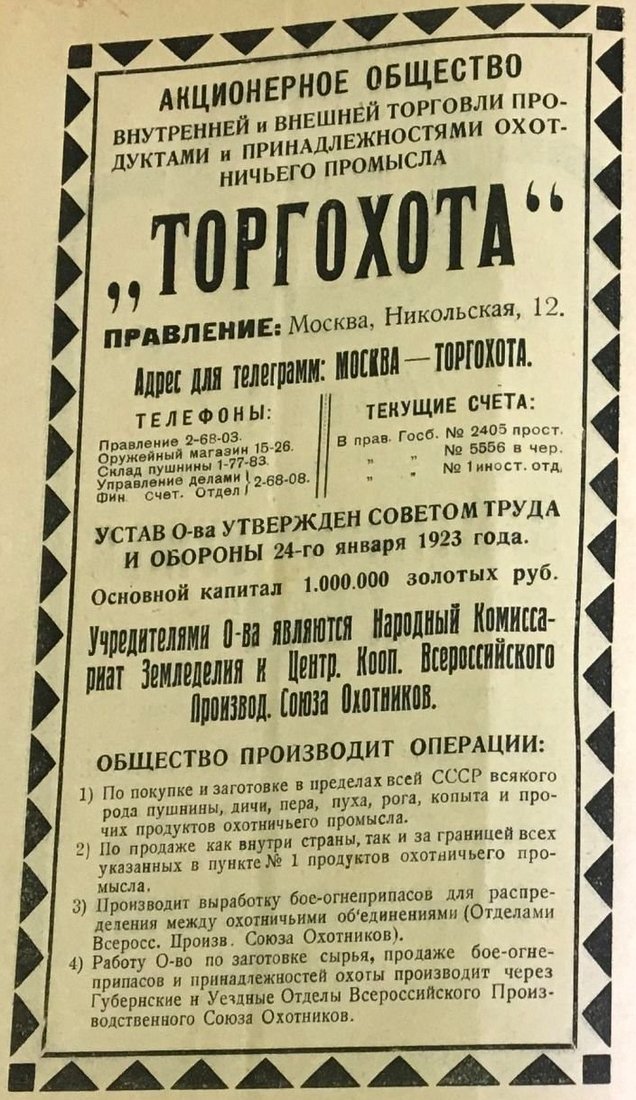 АКЦИОНЕРНОЕ ОБЩЕСТВО
ВНУТРЕННЕЙ и ВНЕШНЕЙ ТОРГОВЛИ ПРО-
ДУКТАМИ и ПРИНАДЛЕЖНОСТЯМИ ОХОТ-
НИЧЬЕГО ПРОМЫСЛА
„ТОРГОХОТА“
ПРАВЛЕНИЕ: Москва, Никольская, 12.
Адрес для телеграмм: МОСКВА — ТОРГОХОТА.
ТЕЛЕФОНЫ:
Правление 2-68-03.
Оружейный магазин 15-26.
Склад пушнины 1-77-83.
Управление делами
Фин. счет. Отдел } 2-68-08.
ТЕКУЩИЕ СЧЕТА:
В прав. Госб. № 2405 прост.
„ „ № 5556 в чер.
„ „ № 1 иност. отд.
УСТАВ О-ва УТВЕРЖДЕН СОВЕТОМ ТРУДА
И ОБОРОНЫ 24-го января 1923 года.
Основной капитал 1.000.000 золотых руб.
Учредителями О-ва являются Народный Комисса-
риат Земледелия и Центр. Кооп. Всероссийского
Производ. Союза Охотников.
ОБЩЕСТВО ПРОИЗВОДИТ ОПЕРАЦИИ:
1) По покупке и заготовке в пределах всей СССР всякого
рода пушнины, дичи, пера, пуха, рога, копыта и про-
чих продуктов охотничьего промысла.
2) По продаже как внутри страны, так и за границей всех
указанных в пункте № 1 продуктов охотничьего про-
мысла.
3) Производит выработку бое-огнеприпасов для распре-
деления между охотничьими об'единениями (Отделами
Всеросс. Произв. Союза Охотников).
4) Работу О-во по заготовке сырья, продаже бое-огне-
припасов и принадлежностей охоты производит через
Губернские и Уездные Отделы Всероссийского Произ-
водственного Союза Охотников.